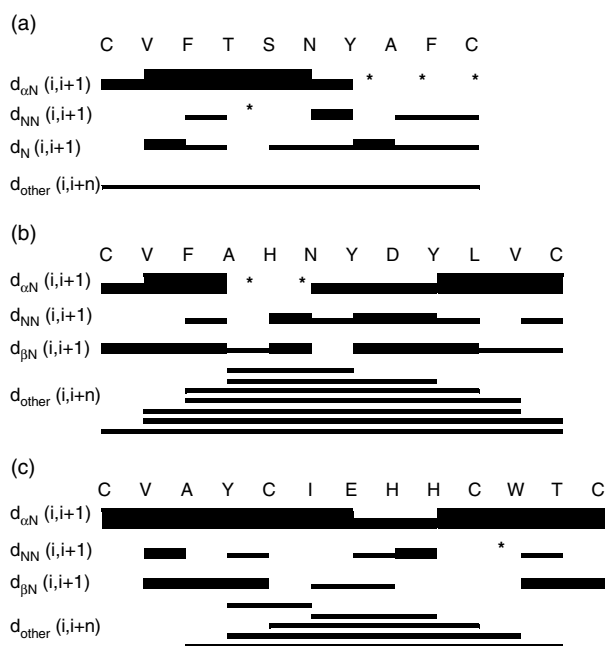 (a)
C V F T S N Y A F C
dαN (i,i+1) * * *
dNN (i,i+1) *
dN (i,i+1)
dother (i,i+n)
(b)
C V F A H N Y D Y L V C
dαN (i,i+1) * *
dNN (i,i+1)
dβN (i,i+1)
dother (i,i+n)
(c)
C V A Y C I E H H C W T C
dαN (i,i+1)
dNN (i,i+1) *
dβN (i,i+1)
dother (i,i+n)